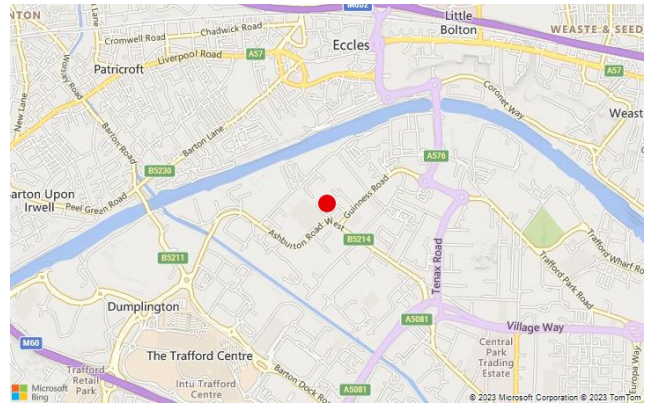 M602
Little
Bolton
WEASTE & SEED
NTON
Chadwick Road
Cromwell Road
Eccles
A57
Liverpool Road
Patricroft
A57
Worsley Road
New Lane
Coronet Way
Weast
Barton Road
Barton Lane
A576
B5230
arton Upon
Irwell
Peel Green Road
Guinness Road
Ashburton Road West
B5214
Trafford Wharf Ro
B5211
Tenax Road
Trafford Park Road
Dumplington
A5081
Village Way
M60
The Trafford Centre
Central
Park
Trading
Estate
Europa Way
Trafford
Retail
Park
Intu Trafford
Centre
Barton Dock Road
A5081
Microsoft
Bing
© 2023 Microsoft Corporation © 2023 TomTom